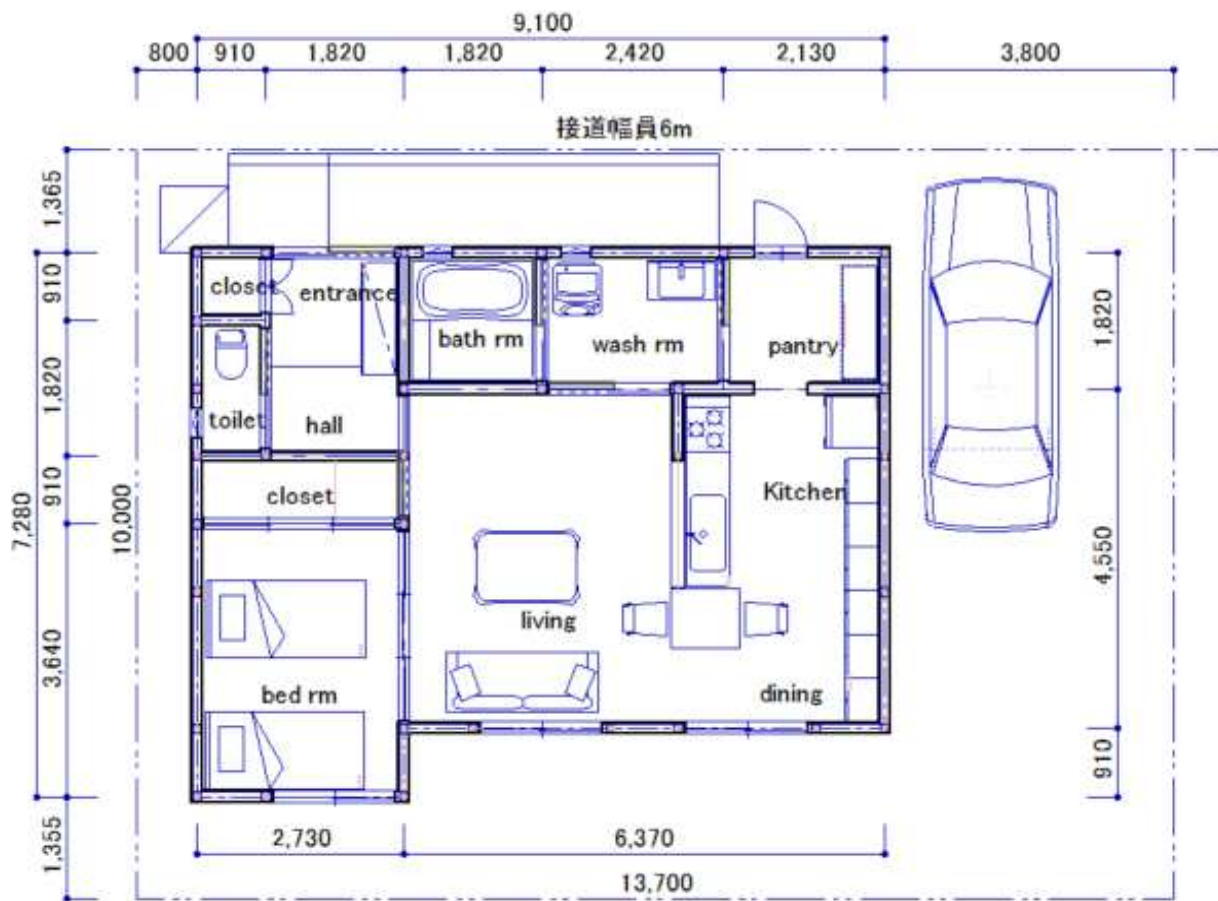 9,100
800 910 1,820 1,820 2,420 2,130 3,800
接道幅員6m
1,365
910
closet
entrance
bath rm
wash rm
pantry
1,820
1,820
toilet
hall
910
closet
Kitchen
7,280
10,000
4,550
living
3,640
bed rm
dining
910
1,355
2,730
6,370
13,700